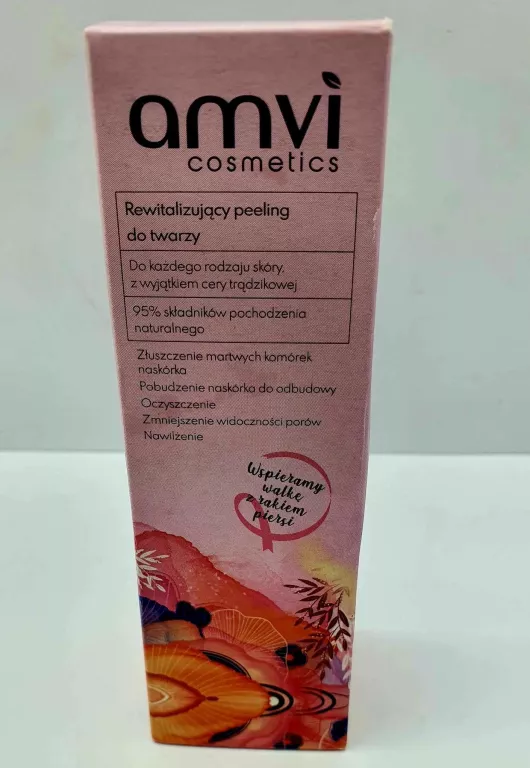 amvi
cosmetics
Rewitalizujący peeling
do twarzy
Do każdego rodzaju skóry,
z wyjątkiem cery trądzikowej
95% składników pochodzenia
naturalnego
Złuszczenie martwych komórek
naskórka
Pobudzenie naskórka do odbudowy
Oczyszczenie
Zmniejszenie widoczności porów
Nawilżenie
Wspieramy
walkę
z rakiem
piersi